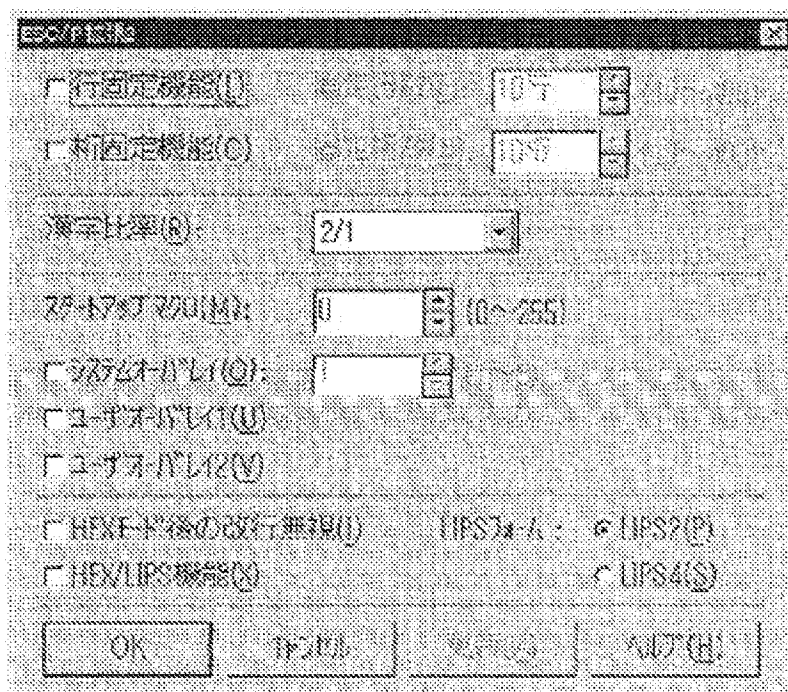 ESC/P詳細
行固定機能(L) 10行
桁固定機能(C) 10桁
漢字比率(R): 2/1
スタートアップマクロ(M): 0 (0～255)
システムオーバレイ(O): 1
ユーザオーバレイ1(U)
ユーザオーバレイ2(V)
HEXモード後の改行無視(I) LIPSフォーム： LIPS2(P)
HEX/LIPS機能(X) LIPS4(S)
OK キャンセル ヘルプ(H)